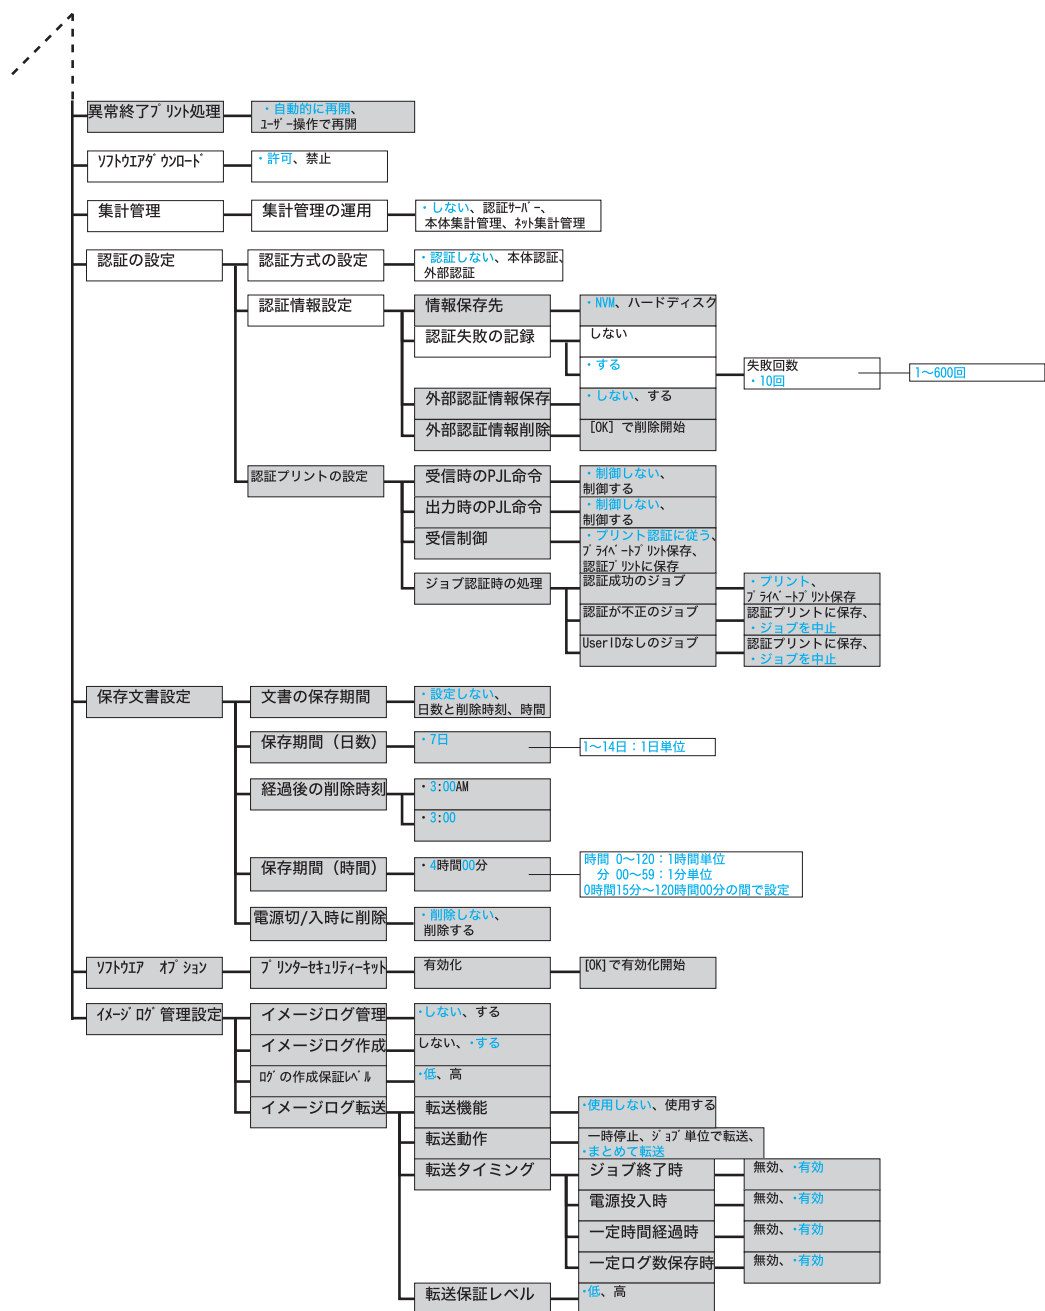 異常終了プリント処理
・自動的に再開、
ユーザー操作で再開
ソフトウエアダウンロード
・許可、禁止
集計管理
集計管理の運用
・しない、認証サーバー、
本体集計管理、ネット集計管理
認証の設定
認証方式の設定
・認証しない、本体認証、
外部認証
認証情報設定
情報保存先
・NVM、ハードディスク
認証失敗の記録
しない
・する
失敗回数
・10回
1～600回
外部認証情報保存
・しない、する
外部認証情報削除
[OK] で削除開始
認証プリントの設定
受信時のPJL命令
・制御しない、
制御する
出力時のPJL命令
・制御しない、
制御する
受信制御
・プリント認証に従う、
プライベートプリント保存、
認証プリントに保存
ジョブ認証時の処理
認証成功のジョブ
・プリント、
プライベートプリント保存
認証が不正のジョブ
認証プリントに保存、
・ジョブを中止
UserIDなしのジョブ
認証プリントに保存、
・ジョブを中止
保存文書設定
文書の保存期間
・設定しない、
日数と削除時刻、時間
保存期間（日数）
・7日
1～14日：1日単位
経過後の削除時刻
・3:00AM
・3:00
保存期間（時間）
・4時間00分
時間 0～120：1時間単位
分 00～59：1分単位
0時間15分～120時間00分の間で設定
電源切/入時に削除
・削除しない、
削除する
ソフトウエア オプション
プリンターセキュリティーキット
有効化
[OK]で有効化開始
イメージログ管理設定
イメージログ管理
・しない、する
イメージログ作成
しない、・する
ログの作成保証レベル
・低、高
イメージログ転送
転送機能
・使用しない、使用する
転送動作
一時停止、ジョブ単位で転送、
・まとめて転送
転送タイミング
ジョブ終了時
無効、・有効
電源投入時
無効、・有効
一定時間経過時
無効、・有効
一定ログ数保存時
無効、・有効
転送保証レベル
・低、高